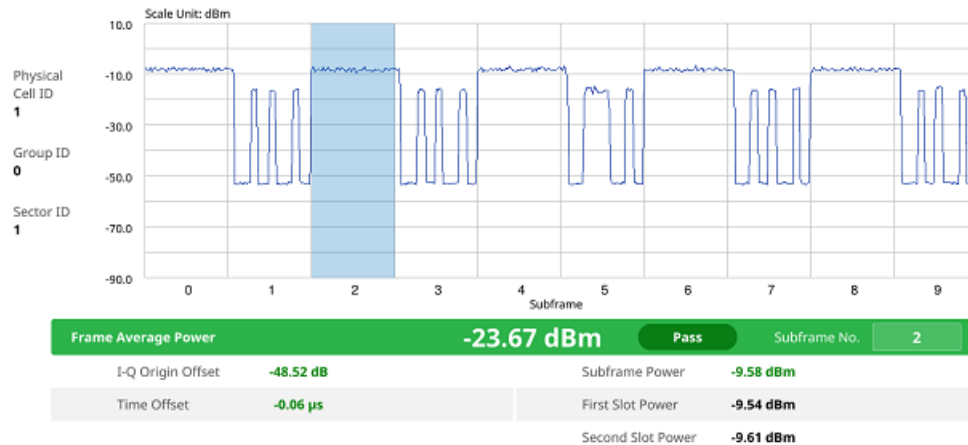 Scale Unit: dBm
10.0
-10.0
-30.0
-50.0
-70.0
-90.0
Physical
Cell ID
1
Group ID
0
Sector ID
1
0 1 2 3 4 5 6 7 8 9
Subframe
Frame Average Power -23.67 dBm Pass Subframe No. 2
I-Q Origin Offset -48.52 dB Subframe Power -9.58 dBm
Time Offset -0.06 μs First Slot Power -9.54 dBm
Second Slot Power -9.61 dBm